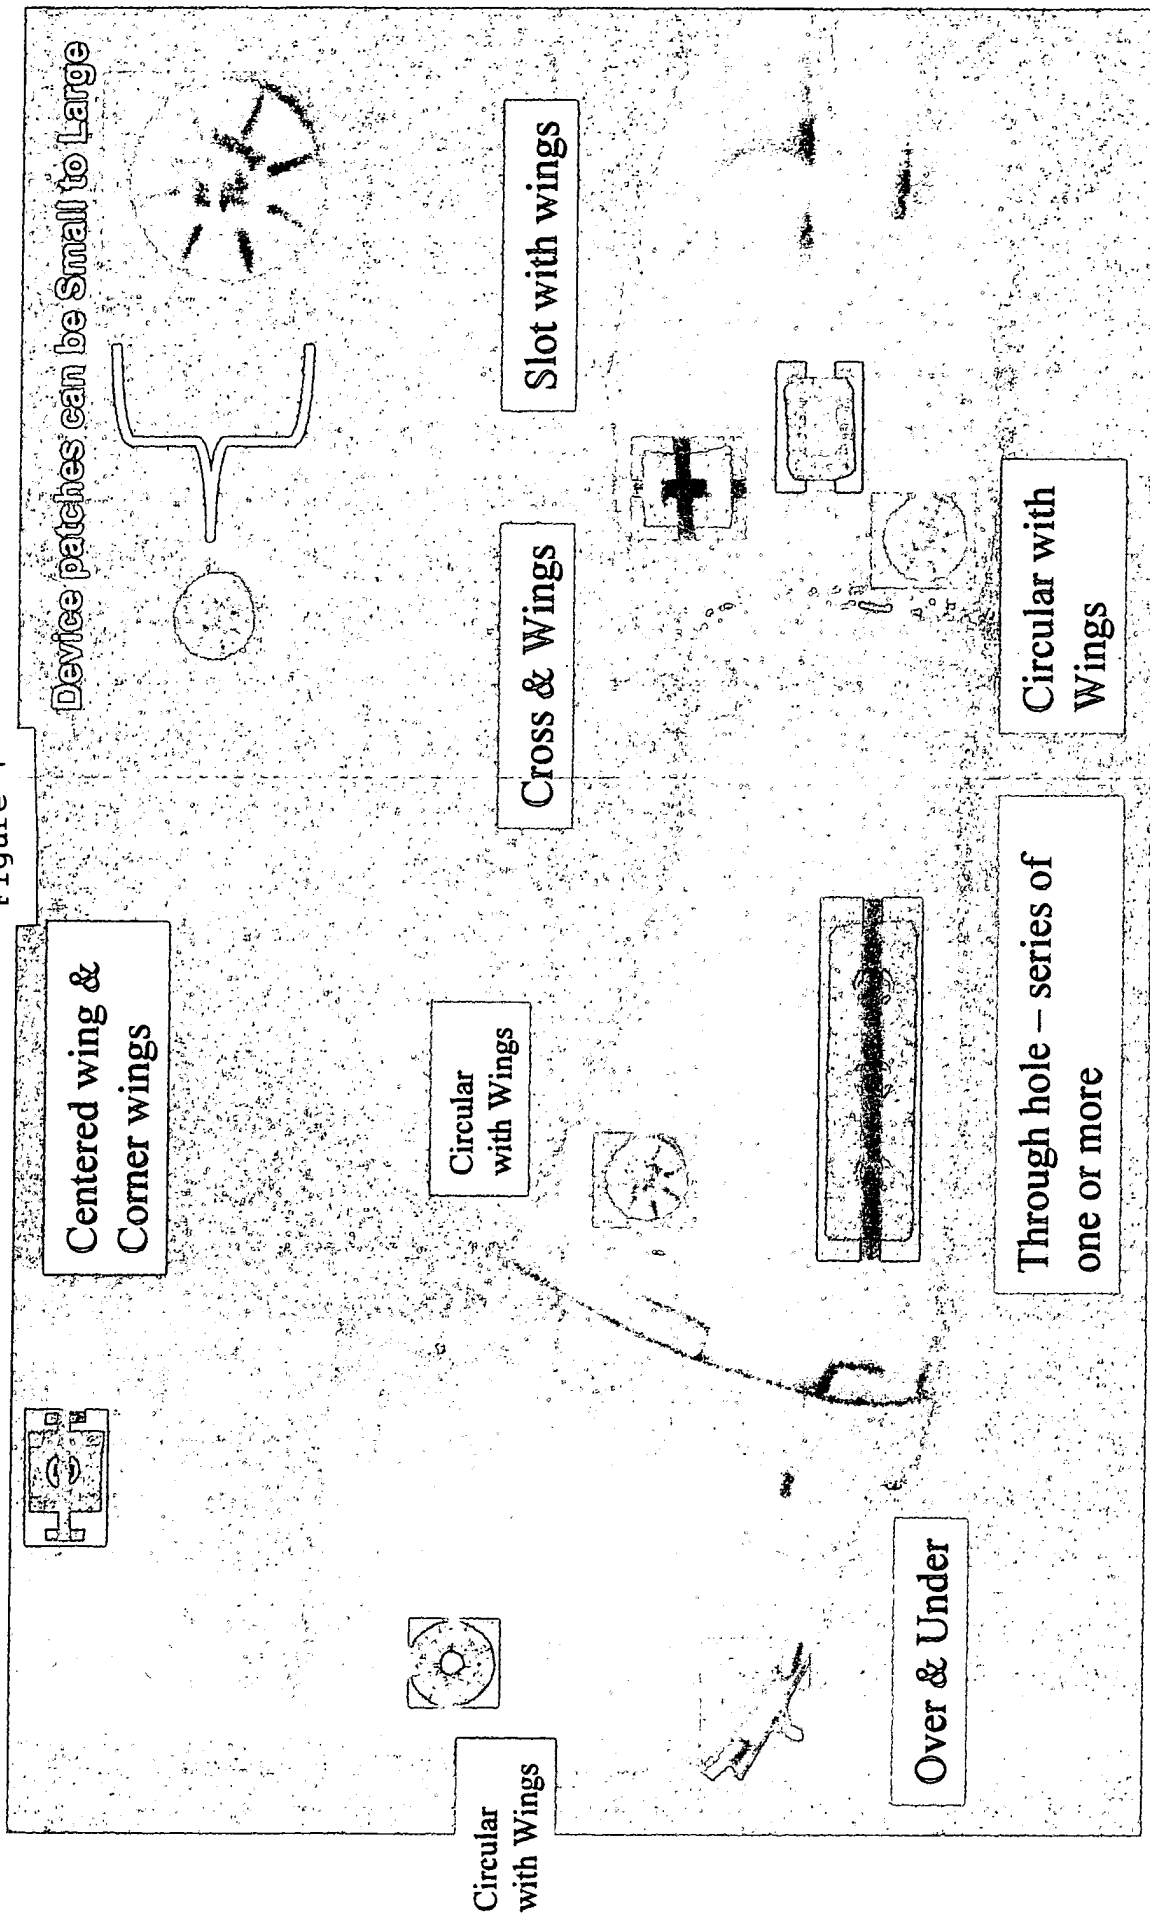 Figure
Device patches can be Small to Large
Centered wing &
Corner wings
Slot with wings
Cross & Wings
Circular
with Wings
Circular
with Wings
Circular with
Wings
Through hole – series of
one or more
Over & Under